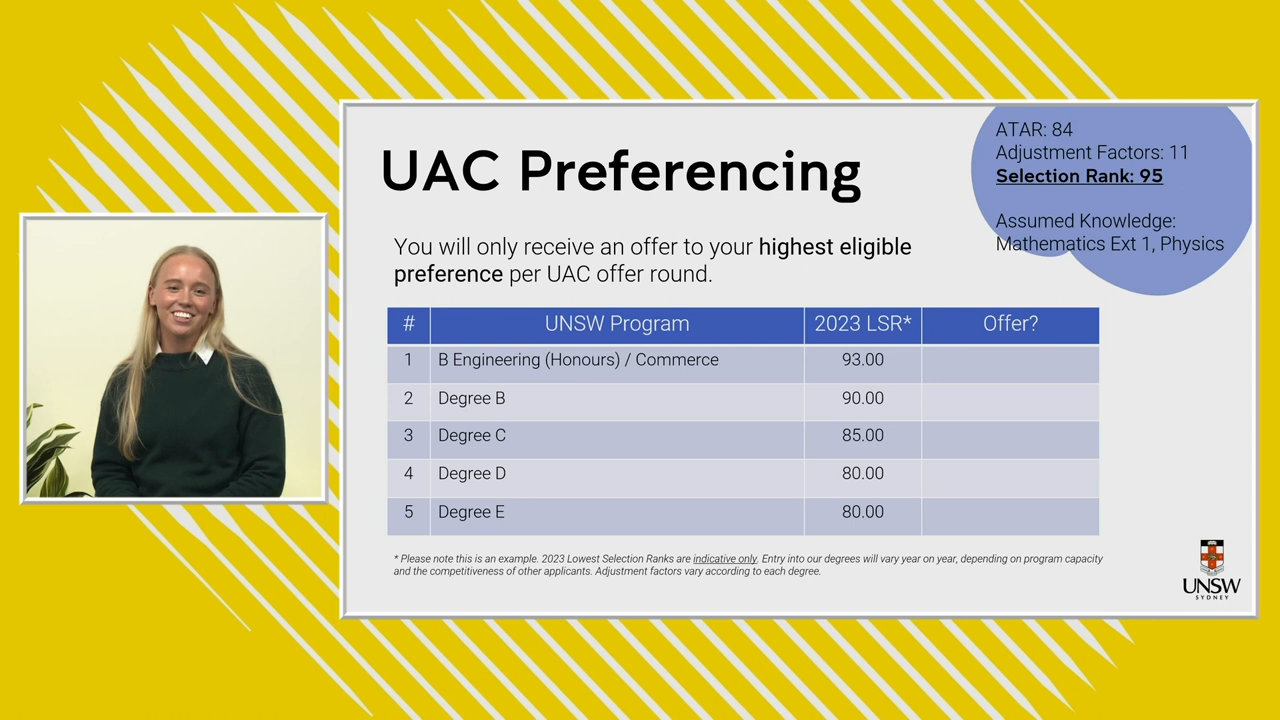 UAC Preferencing
ATAR: 84
Adjustment Factors: 11
Selection Rank: 95
Assumed Knowledge:
Mathematics Ext 1, Physics
You will only receive an offer to your highest eligible
preference per UAC offer round.
# UNSW Program 2023 LSR* Offer?
1 B Engineering (Honours) / Commerce 93.00
2 Degree B 90.00
3 Degree C 85.00
4 Degree D 80.00
5 Degree E 80.00
* Please note this is an example. 2023 Lowest Selection Ranks are indicative only. Entry into our degrees will vary year on year, depending on program capacity
and the competitiveness of other applicants. Adjustment factors vary according to each degree.
UNSW
SYDNEY